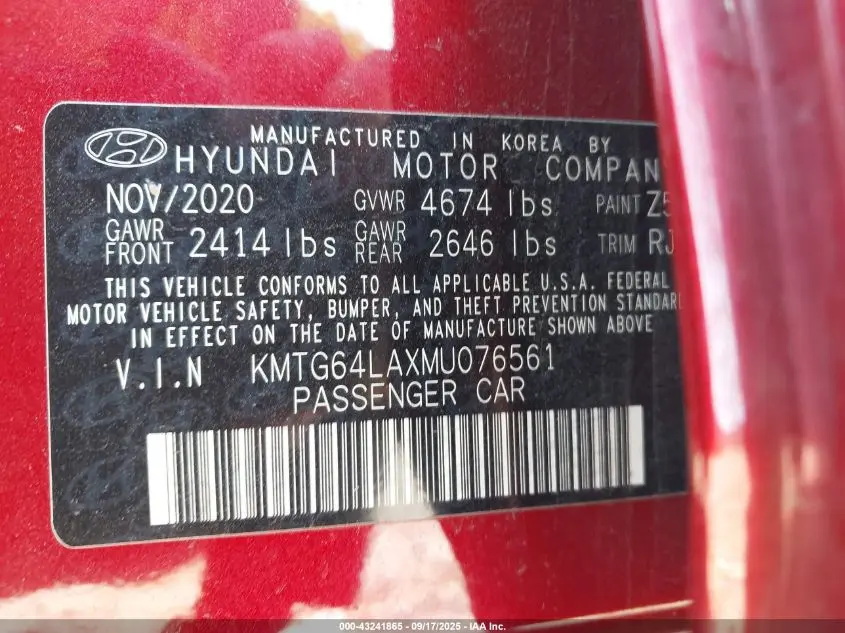 MANUFACTURED IN KOREA BY
HYUNDAI MOTOR COMPAN
NOV/2020 GVWR 4674 lbs PAINT Z5
GAWR FRONT 2414 lbs GAWR REAR 2646 lbs TRIM RJ
THIS VEHICLE CONFORMS TO ALL APPLICABLE U.S.A. FEDERAL
MOTOR VEHICLE SAFETY, BUMPER, AND THEFT PREVENTION STANDAR
IN EFFECT ON THE DATE OF MANUFACTURE SHOWN ABOVE
V.I.N KMTG64LAXMU076561
PASSENGER CAR
000-43241865 - 09/17/2025 - IAA Inc.